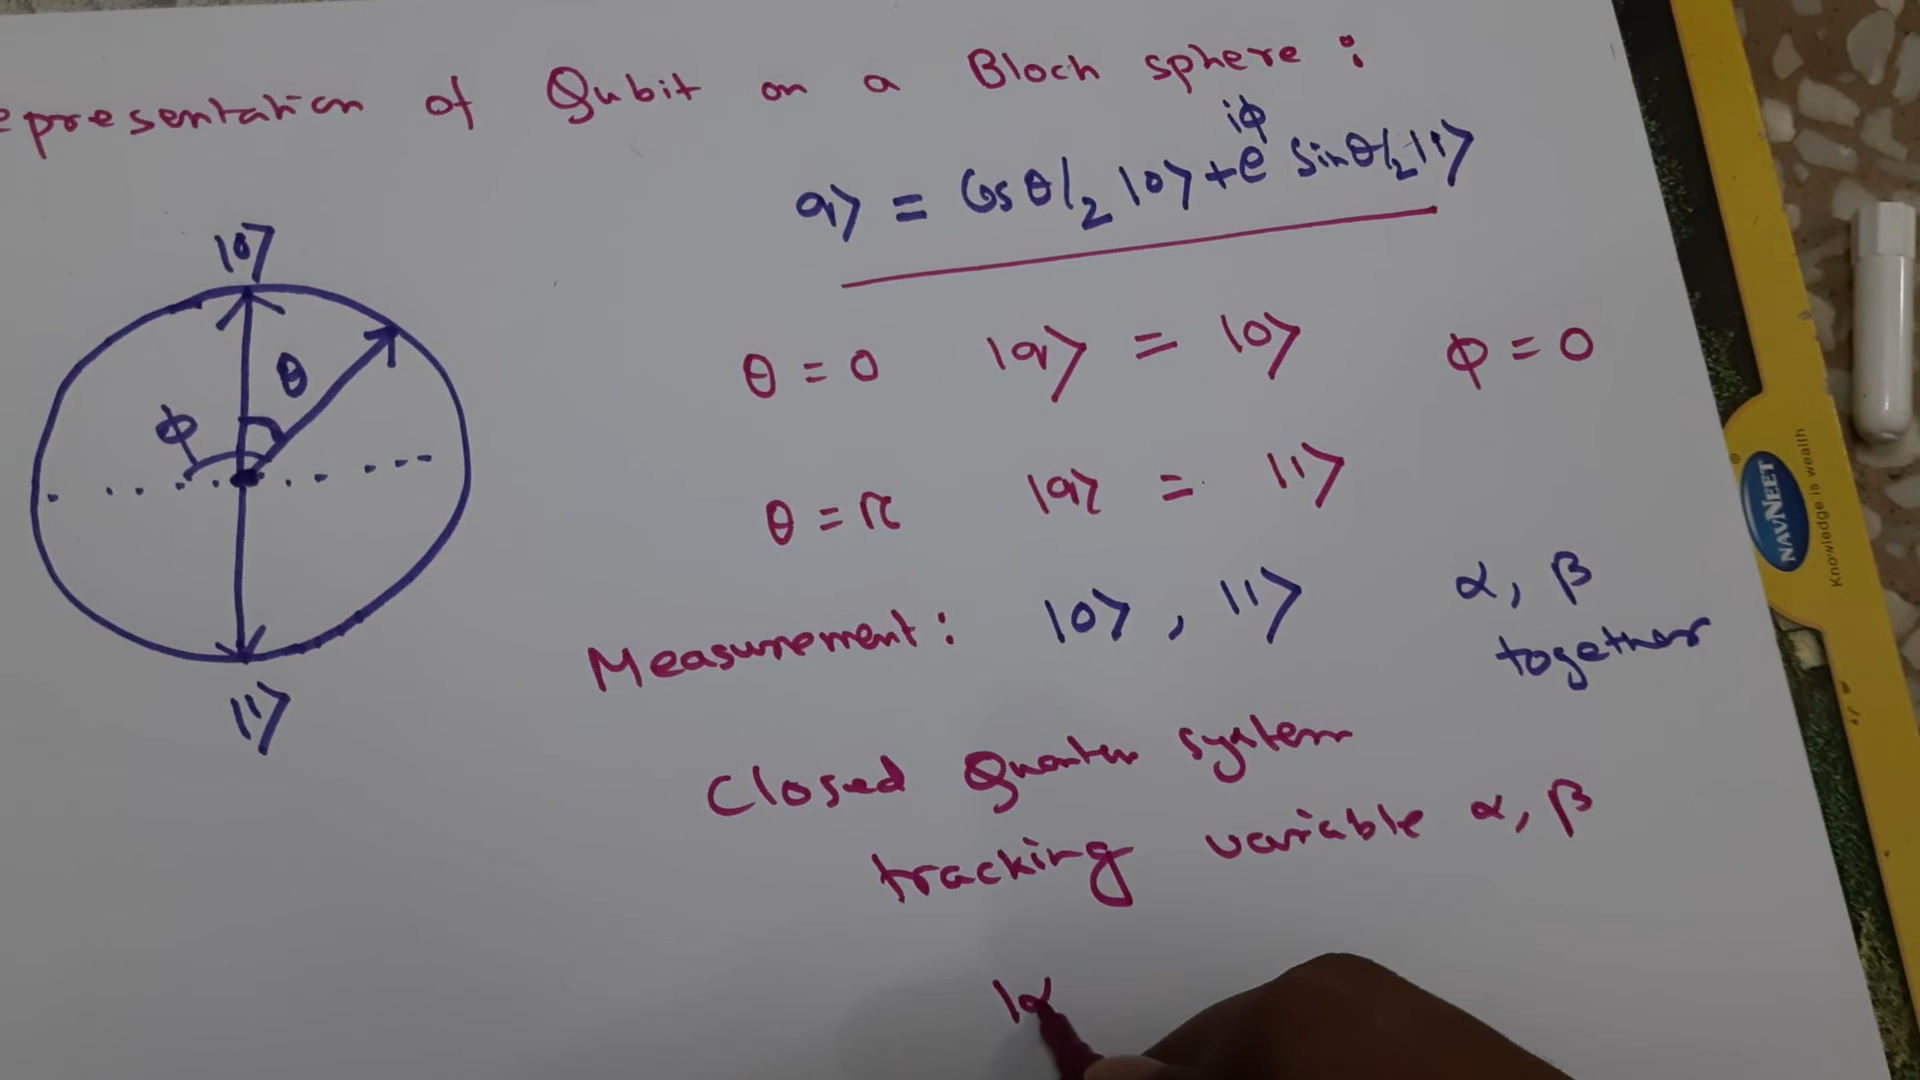 epresentation of Qubit on a Bloch sphere :
q⟩ = Cos θ/2 |0⟩ + e^iφ sin θ/2 |1⟩
|0⟩
θ
φ
|1⟩
θ = 0 |q⟩ = |0⟩ φ = 0
θ = π |q⟩ = |1⟩
Measurement : |0⟩ , |1⟩ α, β
together
Closed Quantum system
tracking variable α, β
|α
NAVNEET
Knowledge is wealth